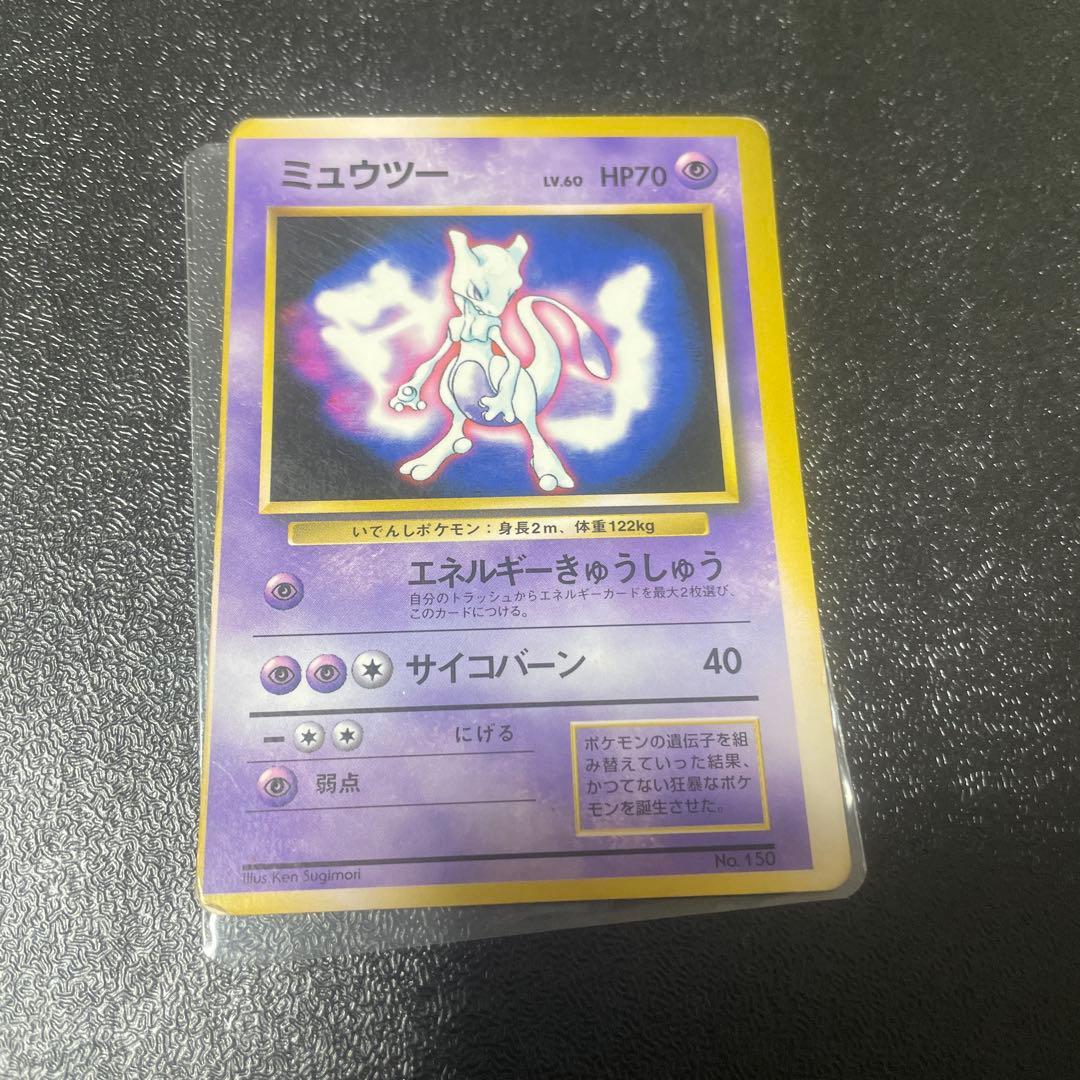 ミュウツー LV.60 HP70
いでんしポケモン：身長2m、体重122kg
エネルギーきゅうしゅう
自分のトラッシュからエネルギーカードを最大2枚選び、
このカードにつける。
サイコバーン 40
にげる
弱点
ポケモンの遺伝子を組
み替えていった結果、
かつてない狂暴なポケ
モンを誕生させた。
Illus. Ken Sugimori
No. 150